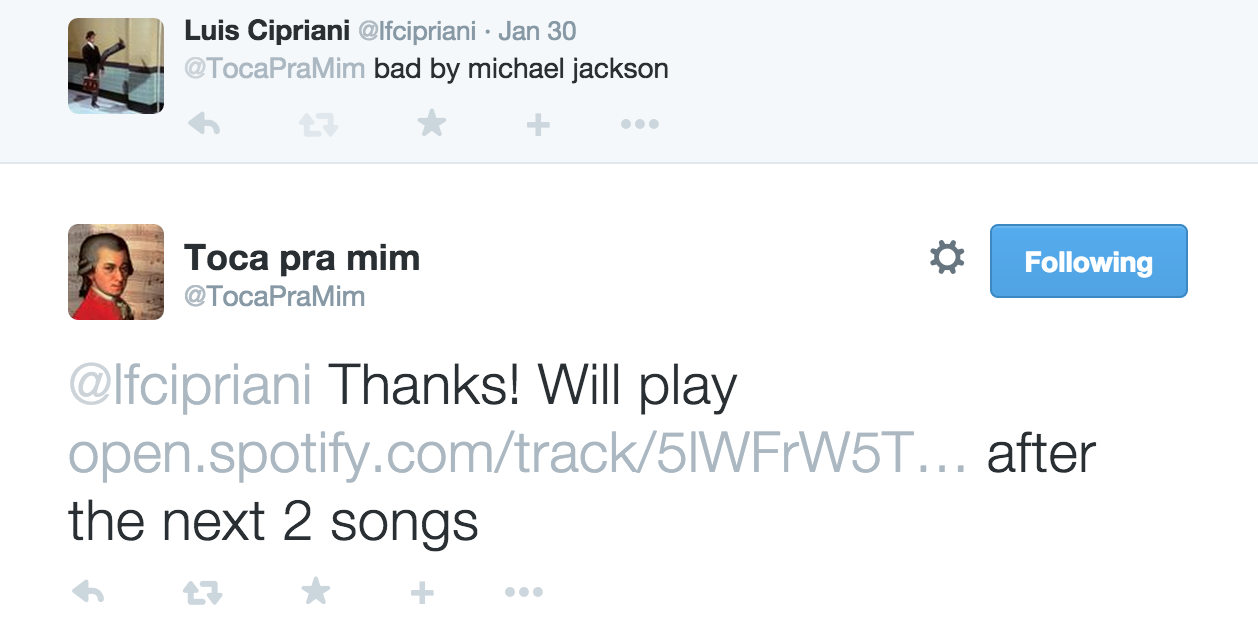 Luis Cipriani @lfcipriani · Jan 30
@TocaPraMim bad by michael jackson
Toca pra mim
Following
@TocaPraMim
@lfcipriani Thanks! Will play
open.spotify.com/track/5lWFrW5T… after
the next 2 songs